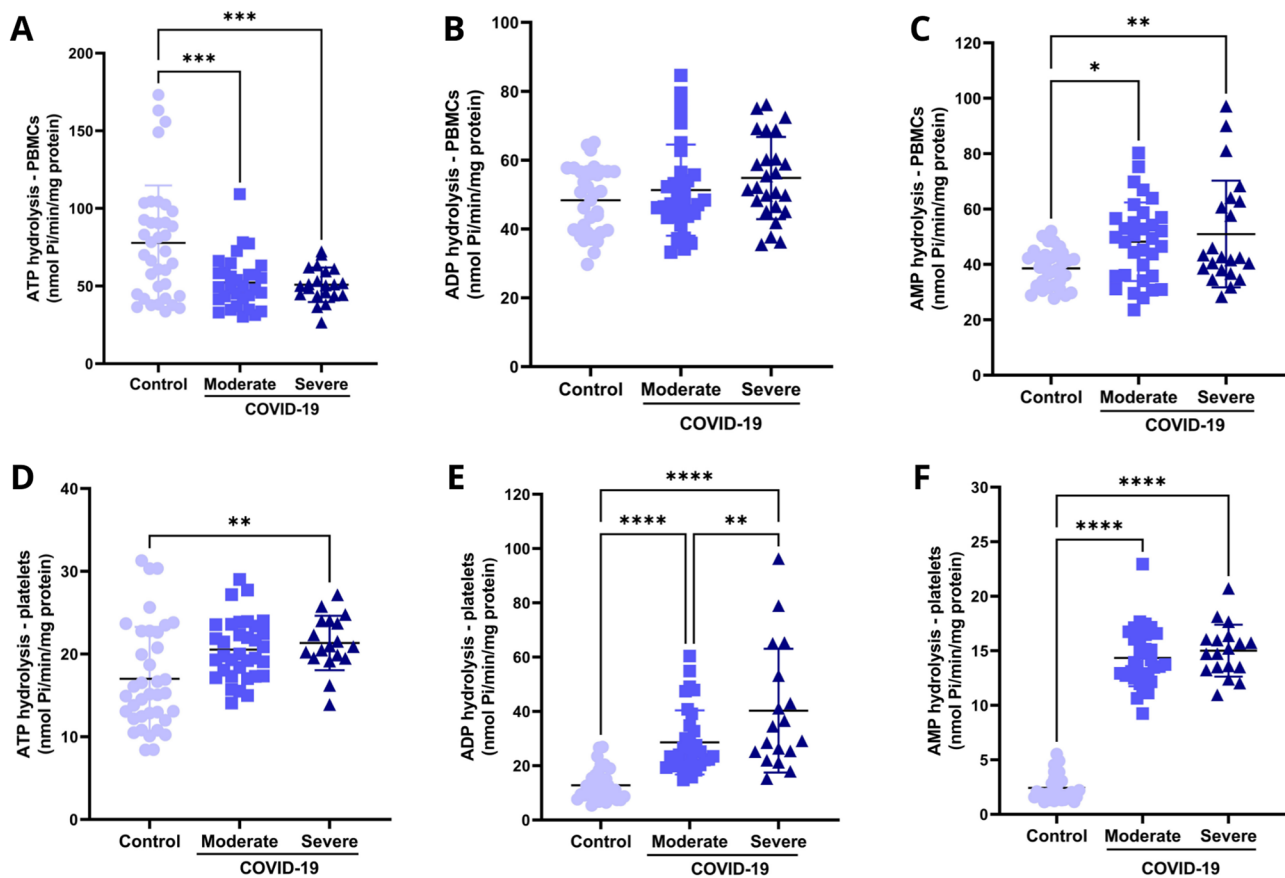 A
ATP hydrolysis - PBMCs
(nmol Pi/min/mg protein)
200
150
100
50
0
***
***
Control
Moderate
Severe
COVID-19
B
ADP hydrolysis - PBMCs
(nmol Pi/min/mg protein)
100
80
60
40
20
0
Control
Moderate
Severe
COVID-19
C
AMP hydrolysis - PBMCs
(nmol Pi/min/mg protein)
120
100
80
60
40
20
0
**
*
Control
Moderate
Severe
COVID-19
D
ATP hydrolysis - platelets
(nmol Pi/min/mg protein)
40
30
20
10
0
**
Control
Moderate
Severe
COVID-19
E
ADP hydrolysis - platelets
(nmol Pi/min/mg protein)
120
100
80
60
40
20
0
****
****
**
Control
Moderate
Severe
COVID-19
F
AMP hydrolysis - platelets
(nmol Pi/min/mg protein)
30
25
20
15
10
5
0
****
****
Control
Moderate
Severe
COVID-19